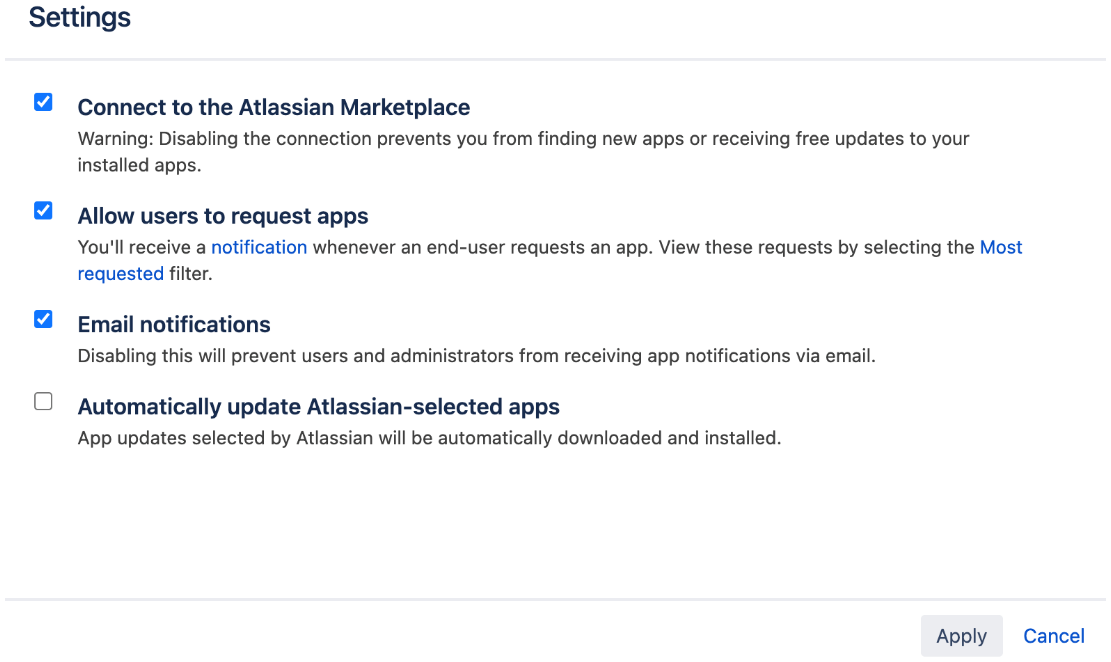 Settings
Connect to the Atlassian Marketplace
Warning: Disabling the connection prevents you from finding new apps or receiving free updates to your
installed apps.
Allow users to request apps
You'll receive a notification whenever an end-user requests an app. View these requests by selecting the Most
requested filter.
Email notifications
Disabling this will prevent users and administrators from receiving app notifications via email.
Automatically update Atlassian-selected apps
App updates selected by Atlassian will be automatically downloaded and installed.
Apply Cancel